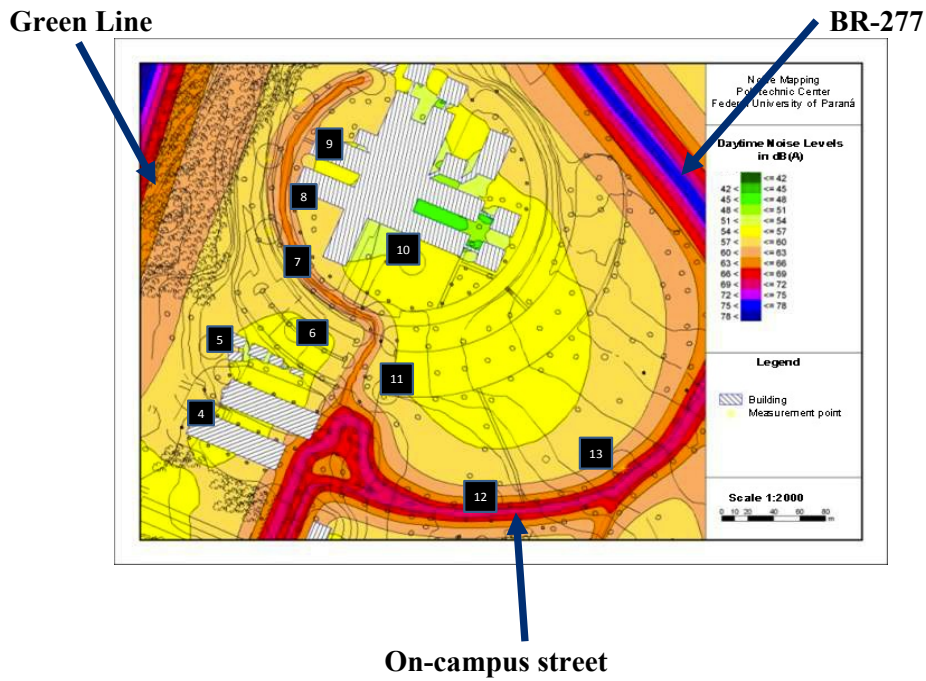 Green Line
BR-277
Noise Mapping
Polytechnic Center
Federal University of Paraná
Daytime Noise Levels
in dB(A)
<= 42
42 < <= 45
45 < <= 48
48 < <= 51
51 < <= 54
54 < <= 57
57 < <= 60
60 < <= 63
63 < <= 66
66 < <= 69
69 < <= 72
72 < <= 75
75 < <= 78
78 <
9
8
10
7
6
5
11
4
13
12
Legend
Building
Measurement point
Scale 1:2000
0 10 20 40 60 80
m
On-campus street